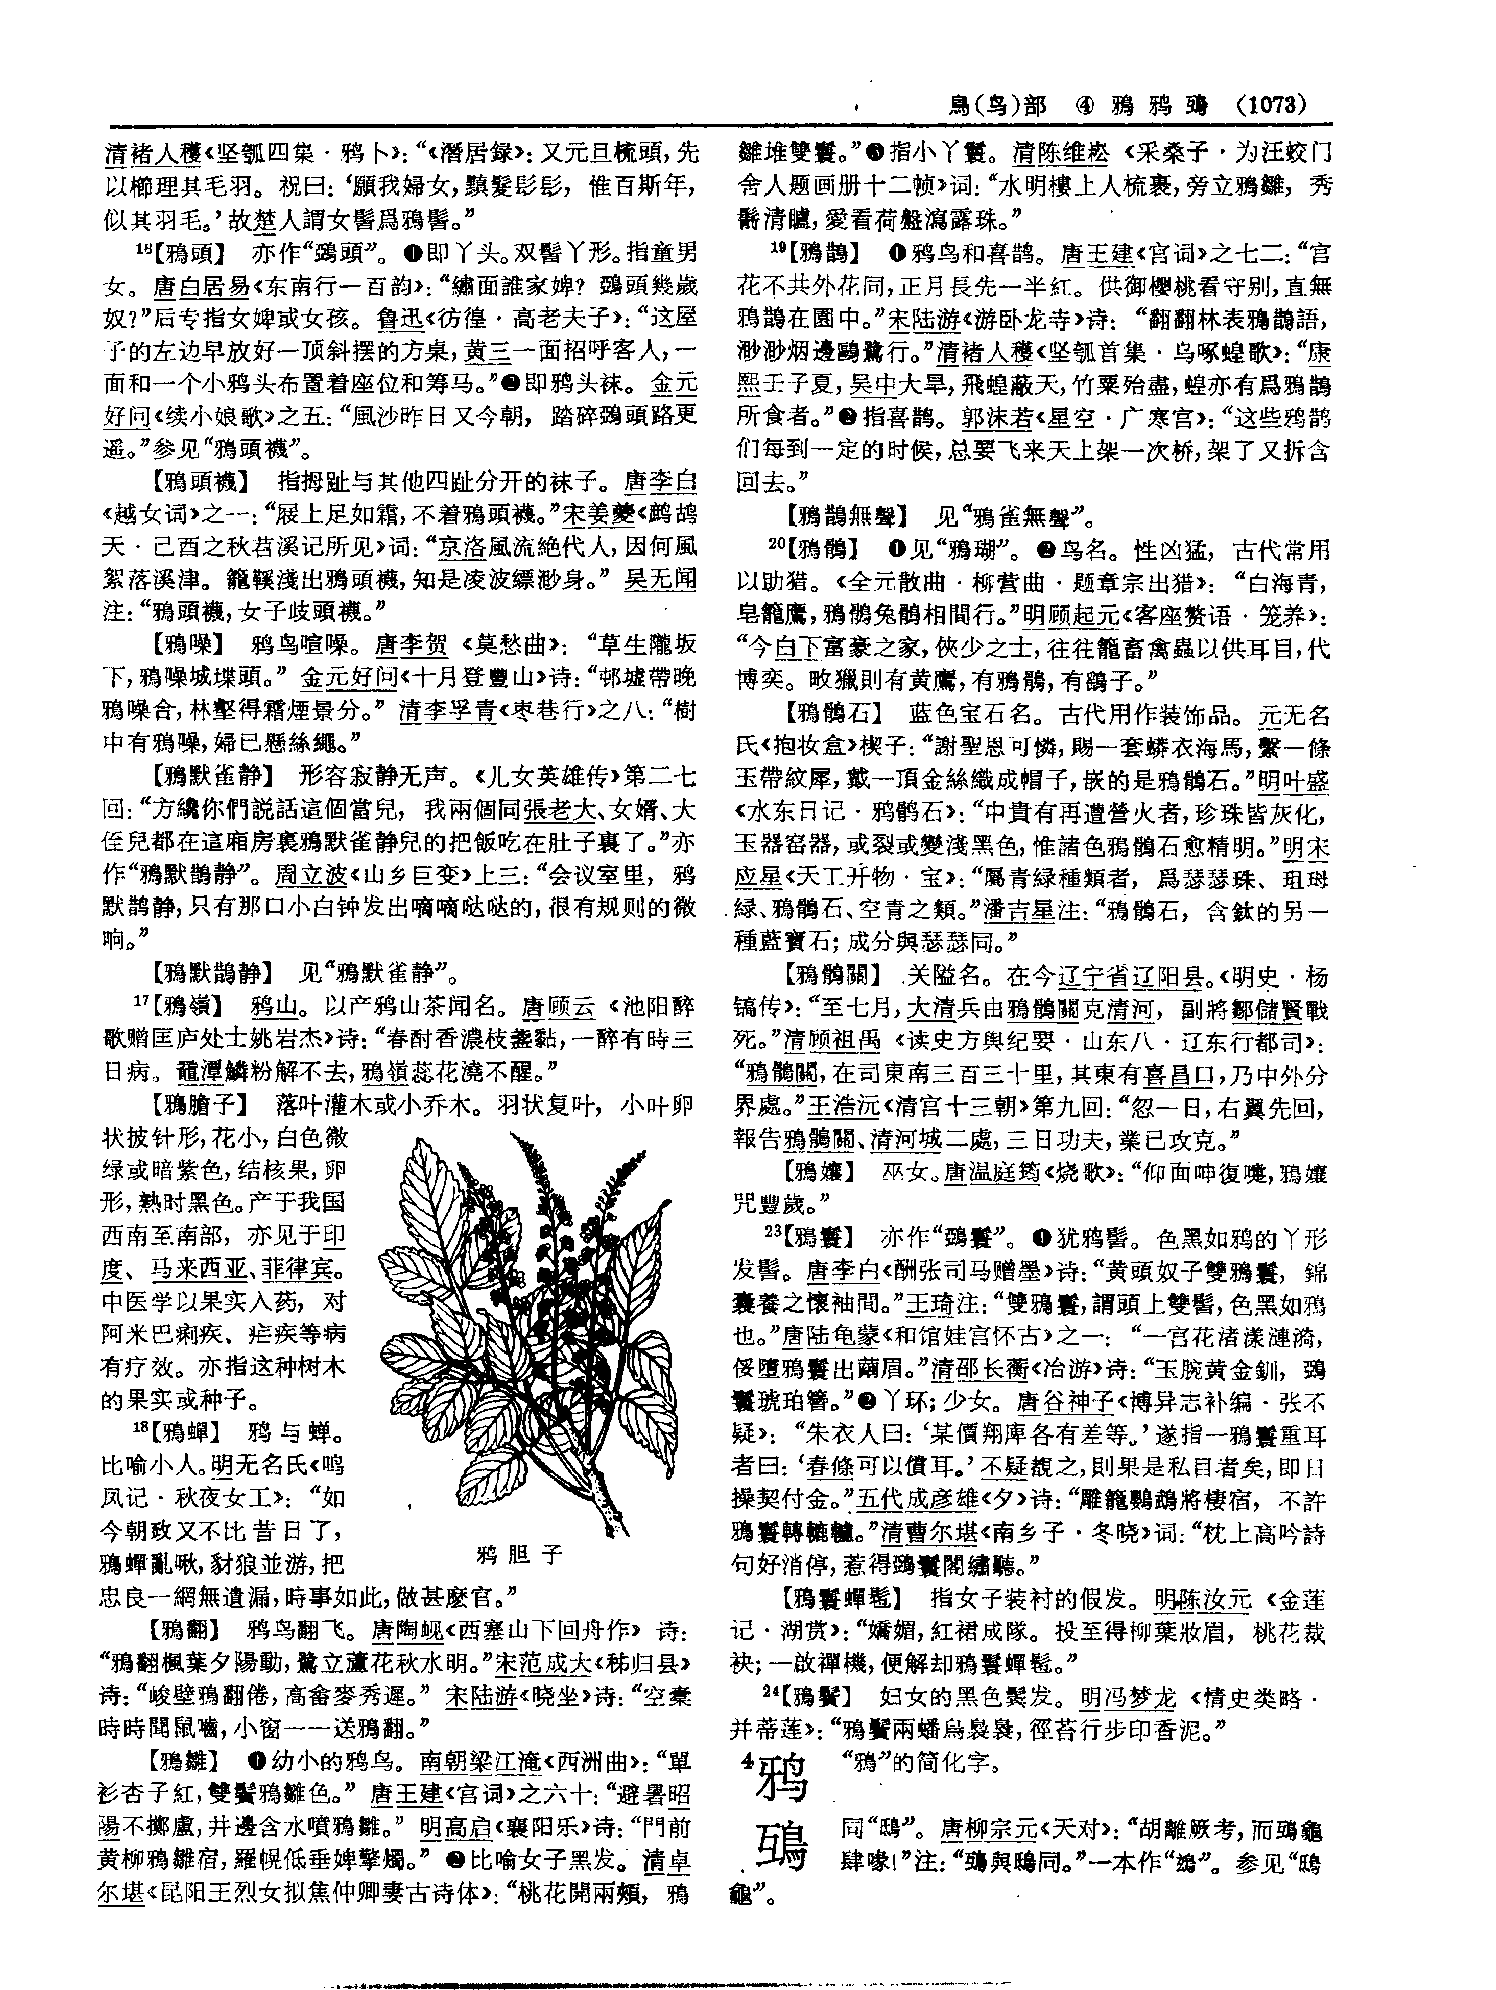 鳥(鸟)部 ④ 鴉 鸦 鴞 (1073)
清褚人穫《坚瓠四集·鸦卜》：“《潛居録》：又元旦梳頭，先
以櫛理其毛羽。祝曰：‘願我婦女，黰髮髟髟，惟百斯年，
似其羽毛。’故楚人謂女髻爲鴉髻。”
16【鴉頭】 亦作“鵶頭”。❶即丫头。双髻丫形。指童男
女。唐白居易《东南行一百韵》：“繡面誰家婢？鵶頭幾歲
奴？”后专指女婢或女孩。鲁迅《彷徨·高老夫子》：“这屋
子的左边早放好一顶斜摆的方桌，黄三一面招呼客人，一
面和一个小鸦头布置着座位和筹马。”❷即鸦头袜。金元
好问《续小娘歌》之五：“風沙昨日又今朝，踏碎鵶頭路更
遥。”参见“鴉頭襪”。
【鴉頭襪】 指拇趾与其他四趾分开的袜子。唐李白
《越女词》之一：“屐上足如霜，不着鴉頭襪。”宋姜夔《鹧鸪
天·己酉之秋苕溪记所见》词：“京洛風流絶代人，因何風
絮落溪津。籠鞵淺出鴉頭襪，知是凌波縹渺身。”吴无闻
注：“鴉頭襪，女子歧頭襪。”
【鴉噪】 鸦鸟喧噪。唐李贺《莫愁曲》：“草生隴坂
下，鴉噪城堞頭。”金元好问《十月登豐山》诗：“邨墟帶晚
鴉噪合，林壑得霜煙景分。”清李孚青《枣巷行》之八：“樹
中有鴉噪，婦已懸絲繩。”
【鴉默雀静】 形容寂静无声。《儿女英雄传》第二七
回：“方纔你們説話這個當兒，我兩個同張老大、女婿、大
侄兒都在這廂房裏鴉默雀静兒的把飯吃在肚子裏了。”亦
作“鴉默鹊静”。周立波《山乡巨变》上三：“会议室里，鸦
默鹊静，只有那口小白钟发出嘀嘀哒哒的，很有规则的微
响。”
【鴉默鹊静】 见“鴉默雀静”。
17【鴉嶺】 鸦山。以产鸦山茶闻名。唐顾云《池阳醉
歌赠匡庐处士姚岩杰》诗：“春酎香濃枝盞黏，一醉有時三
日病。龍潭鱗粉解不去，鴉嶺蕊花澆不醒。”
【鴉膽子】 落叶灌木或小乔木。羽状复叶，小叶卵
状披针形，花小，白色微
绿或暗紫色，结核果，卵
形，熟时黑色。产于我国
西南至南部，亦见于印
度、马来西亚、菲律宾。
中医学以果实入药，对
阿米巴痢疾、疟疾等病
有疗效。亦指这种树木
的果实或种子。
鸦胆子
18【鴉蟬】 鸦与蝉。
比喻小人。明无名氏《鸣
凤记·秋夜女工》：“如
今朝政又不比昔日了，
鴉蟬亂啾，豺狼並游，把
忠良一網無遺漏，時事如此，做甚麽官。”
【鴉翻】 鸦鸟翻飞。唐陶岘《西塞山下回舟作》诗：
“鴉翻楓葉夕陽動，鷺立蘆花秋水明。”宋范成大《秭归县》
诗：“峻壁鴉翻倦，高畬麥秀遲。”宋陆游《晓坐》诗：“空橐
時時聞鼠嚙，小窗一一送鴉翻。”
【鴉雛】 ❶幼小的鸦鸟。南朝梁江淹《西洲曲》：“單
衫杏子紅，雙鬢鴉雛色。”唐王建《宫词》之六十：“避暑昭
陽不擲盧，井邊含水噴鴉雛。”明高启《襄阳乐》诗：“門前
黄柳鴉雛宿，羅幌低垂婢擎燭。”❷比喻女子黑发。清卓
尔堪《昆阳王烈女拟焦仲卿妻古诗体》：“桃花開兩頰，鴉
雛堆雙鬟。”❸指小丫鬟。清陈维崧《采桑子·为汪蛟门
舍人题画册十二帧》词：“水明樓上人梳裹，旁立鴉雛，秀
髯清矑，愛看荷盤瀉露珠。”
19【鴉鵲】 ❶鸦鸟和喜鹊。唐王建《宫词》之七二：“宫
花不共外花同，正月長先一半紅。供御櫻桃看守别，直無
鴉鵲在園中。”宋陆游《游卧龙寺》诗：“翻翻林表鴉鵲語，
渺渺烟邊鷗鷺行。”清褚人穫《坚瓠首集·鸟啄蝗歌》：“康
熙壬子夏，吴中大旱，飛蝗蔽天，竹粟殆盡，蝗亦有爲鴉鵲
所食者。”❷指喜鹊。郭沫若《星空·广寒宫》：“这些鸦鹊
们每到一定的时候，总要飞来天上架一次桥，架了又拆含
回去。”
【鴉鵲無聲】 见“鴉雀無聲”。
20【鴉鶻】 ❶见“鴉瑚”。❷鸟名。性凶猛，古代常用
以助猎。《全元散曲·柳营曲·题章宗出猎》：“白海青，
皂籠鷹，鴉鶻兔鶻相間行。”明顾起元《客座赘语·笼养》：
“今白下富豪之家，俠少之士，往往籠畜禽蟲以供耳目，代
博奕。畋獵則有黄鷹，有鴉鶻，有鷂子。”
【鴉鶻石】 蓝色宝石名。古代用作装饰品。元无名
氏《抱妆盒》楔子：“謝聖恩可憐，賜一套蟒衣海馬，繫一條
玉帶紋犀，戴一頂金絲織成帽子，嵌的是鴉鶻石。”明叶盛
《水东日记·鸦鹘石》：“中貴有再遭營火者，珍珠皆灰化，
玉器窑器，或裂或變淺黑色，惟諸色鴉鶻石愈精明。”明宋
应星《天工开物·宝》：“屬青緑種類者，爲瑟瑟珠、珇𤥂
緑、鴉鶻石、空青之類。”潘吉星注：“鴉鶻石，含鈦的另一
種藍寶石；成分與瑟瑟同。”
【鴉鶻關】 关隘名。在今辽宁省辽阳县。《明史·杨
镐传》：“至七月，大清兵由鴉鶻關克清河，副將鄒儲賢戰
死。”清顾祖禹《读史方舆纪要·山东八·辽东行都司》：
“鴉鶻關，在司東南三百三十里，其東有喜昌口，乃中外分
界處。”王浩沅《清宫十三朝》第九回：“忽一日，右翼先回，
報告鴉鶻關、清河城二處，三日功夫，業已攻克。”
【鴉孃】 巫女。唐温庭筠《烧歌》：“仰面呻復嚏，鴉孃
咒豐歲。”
23【鴉鬟】 亦作“鵶鬟”。❶犹鸦髻。色黑如鸦的丫形
发髻。唐李白《酬张司马赠墨》诗：“黄頭奴子雙鴉鬟，錦
囊養之懷袖間。”王琦注：“雙鴉鬟，謂頭上雙髻，色黑如鴉
也。”唐陆龟蒙《和馆娃宫怀古》之一：“一宫花渚漾漣漪，
倭墮鴉鬟出繭眉。”清邵长蘅《冶游》诗：“玉腕黄金釧，鵶
鬟琥珀簪。”❷丫环；少女。唐谷神子《博异志补编·张不
疑》：“朱衣人曰：‘某價翔庳各有差等。’遂指一鴉鬟重耳
者曰：‘春條可以償耳。’不疑覩之，則果是私目者矣，即日
操契付金。”五代成彦雄《夕》诗：“雕籠鸚鵡將棲宿，不許
鴉鬟轉轆轤。”清曹尔堪《南乡子·冬晓》词：“枕上高吟詩
句好消停，惹得鵶鬟閣繡聽。”
【鴉鬟蟬髢】 指女子装衬的假发。明陈汝元《金莲
记·湖赏》：“嬌媚，紅裙成隊。投至得柳葉妝眉，桃花裁
袂；一啟禪機，便解却鴉鬟蟬髢。”
24【鴉鬢】 妇女的黑色鬓发。明冯梦龙《情史类略·
并蒂莲》：“鴉鬢兩蟠烏裊裊，徑苔行步印香泥。”
4鸦 “鴉”的简化字。
鴞 同“鴟”。唐柳宗元《天对》：“胡離厥考，而鴞龜
肆喙！”注：“鴞與鴟同。”一本作“鴟”。参见“鴟
龜”。